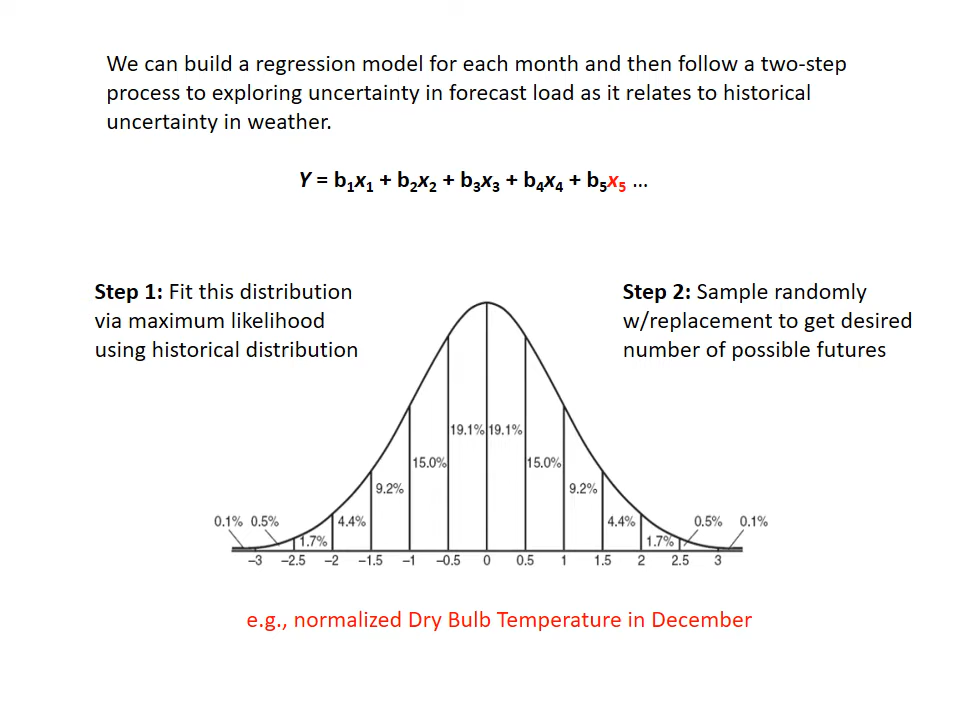 We can build a regression model for each month and then follow a two-step
process to exploring uncertainty in forecast load as it relates to historical
uncertainty in weather.
Y = b₁x₁ + b₂x₂ + b₃x₃ + b₄x₄ + b₅x₅ ...
Step 1: Fit this distribution
via maximum likelihood
using historical distribution
Step 2: Sample randomly
w/replacement to get desired
number of possible futures
19.1% 19.1%
15.0% 15.0%
9.2% 9.2%
0.1% 0.5% 4.4% 4.4% 0.5% 0.1%
1.7% 1.7%
−3 −2.5 −2 −1.5 −1 −0.5 0 0.5 1 1.5 2 2.5 3
e.g., normalized Dry Bulb Temperature in December